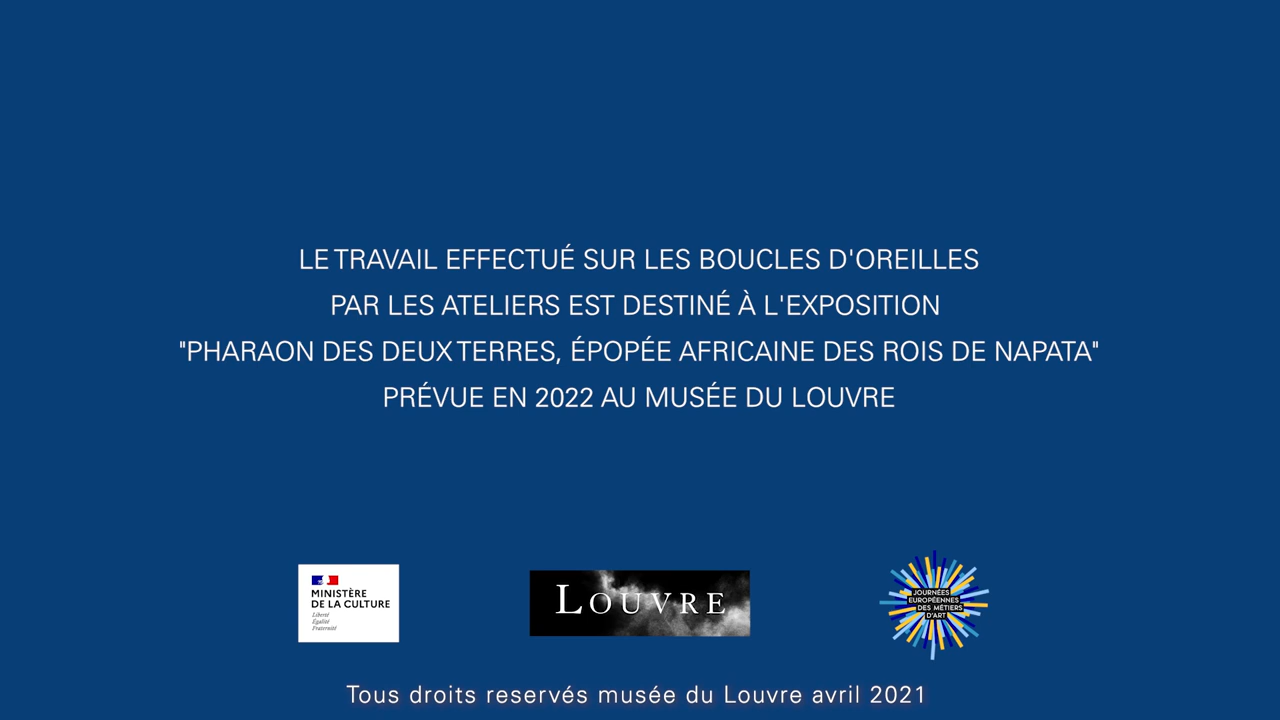 LE TRAVAIL EFFECTUÉ SUR LES BOUCLES D'OREILLES
PAR LES ATELIERS EST DESTINÉ À L'EXPOSITION
"PHARAON DES DEUX TERRES, ÉPOPÉE AFRICAINE DES ROIS DE NAPATA"
PRÉVUE EN 2022 AU MUSÉE DU LOUVRE
MINISTÈRE
DE LA CULTURE
Liberté
Égalité
Fraternité
LOUVRE
JOURNÉES
EUROPÉENNES
DES MÉTIERS
D'ART
Tous droits reservés musée du Louvre avril 2021